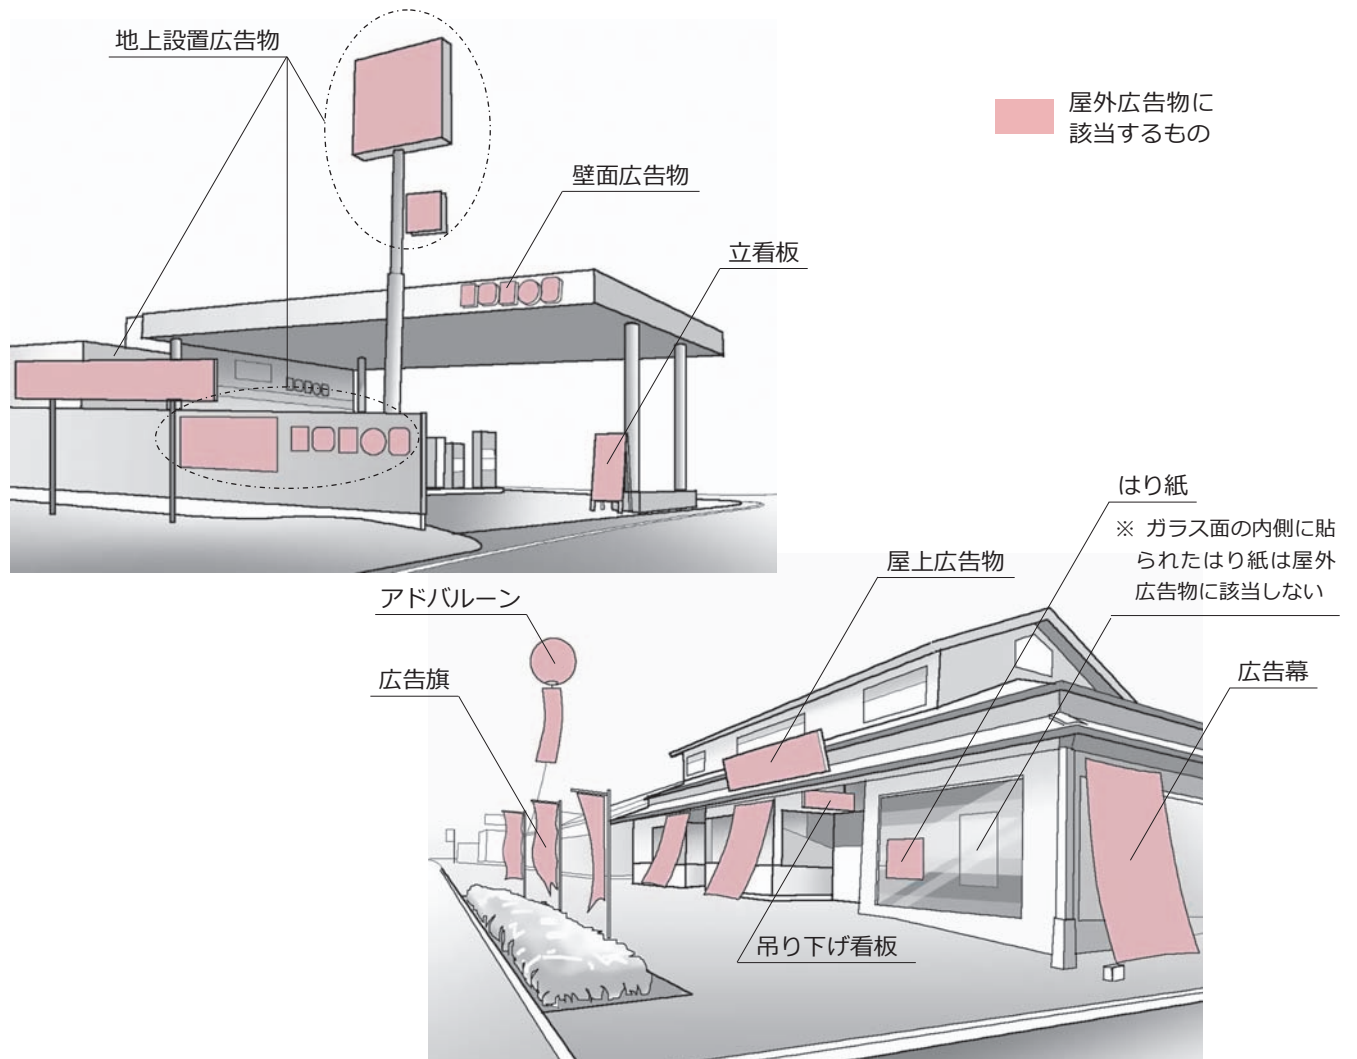 地上設置広告物
屋外広告物に
該当するもの
壁面広告物
立看板
はり紙
※ ガラス面の内側に貼
られたはり紙は屋外
広告物に該当しない
屋上広告物
アドバルーン
広告旗
広告幕
吊り下げ看板